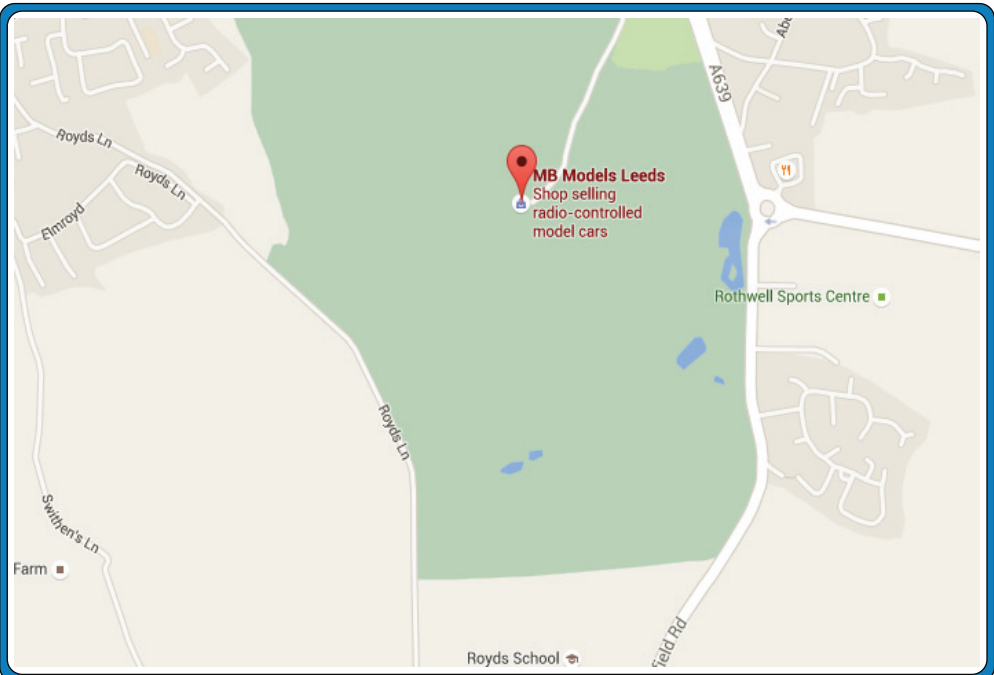 Abe
A639
Royds Ln
Royds Ln
MB Models Leeds
Shop selling
radio-controlled
model cars
Elmroyd
Rothwell Sports Centre
Royds Ln
Swithen's Ln
Farm
field Rd
Royds School